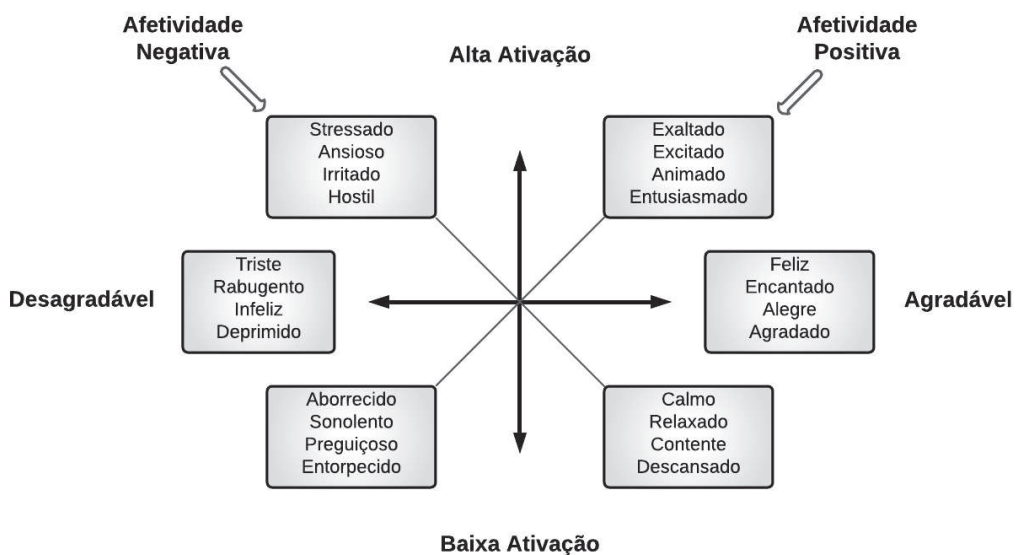 Afetividade
Negativa
Alta Ativação
Afetividade
Positiva
Stressado
Ansioso
Irritado
Hostil
Exaltado
Excitado
Animado
Entusiasmado
Desagradável
Triste
Rabugento
Infeliz
Deprimido
Feliz
Encantado
Alegre
Agradado
Agradável
Aborrecido
Sonolento
Preguiçoso
Entorpecido
Calmo
Relaxado
Contente
Descansado
Baixa Ativação